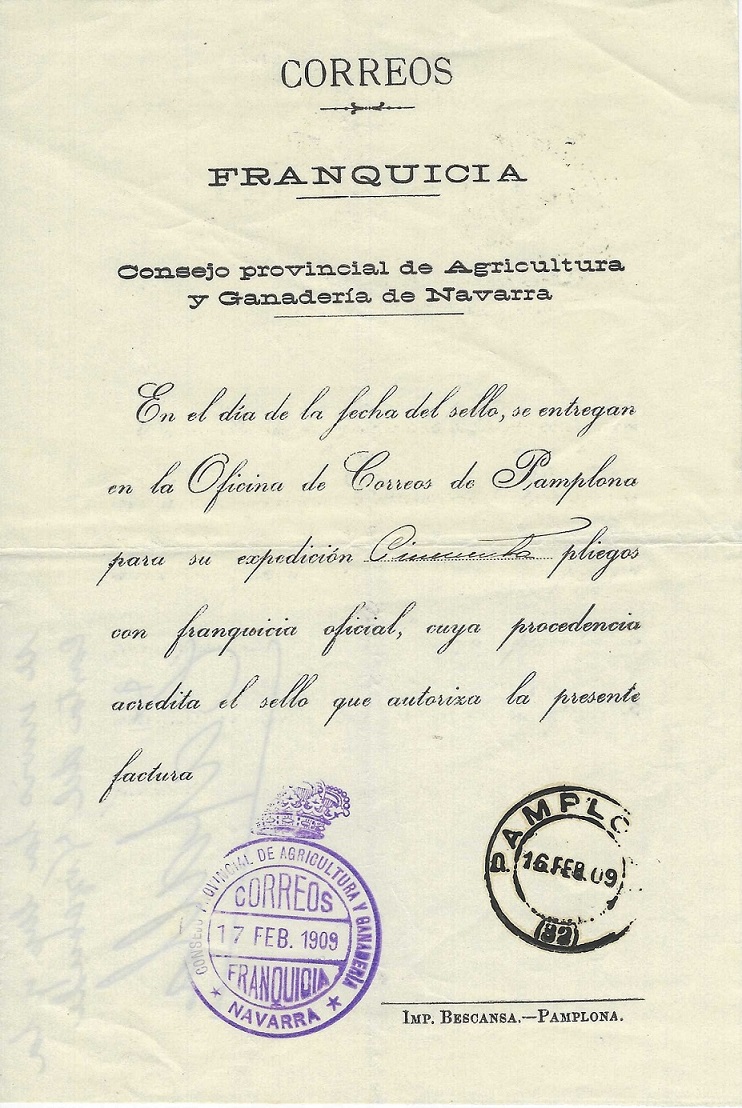 CORREOS
FRANQUICIA
Consejo provincial de Agricultura
y Ganadería de Navarra
En el día de la fecha del sello, se entregan
en la Oficina de Correos de Pamplona
para su expedición Cincuenta pliegos
con franquicia oficial, cuya procedencia
acredita el sello que autoriza la presente
factura
CONSEJO PROVINCIAL DE AGRICULTURA Y GANADERÍA
CORREOS
17 FEB. 1909
FRANQUICIA
NAVARRA
PAMPLO
16.FEB.09
(32)
IMP. BESCANSA.—PAMPLONA.